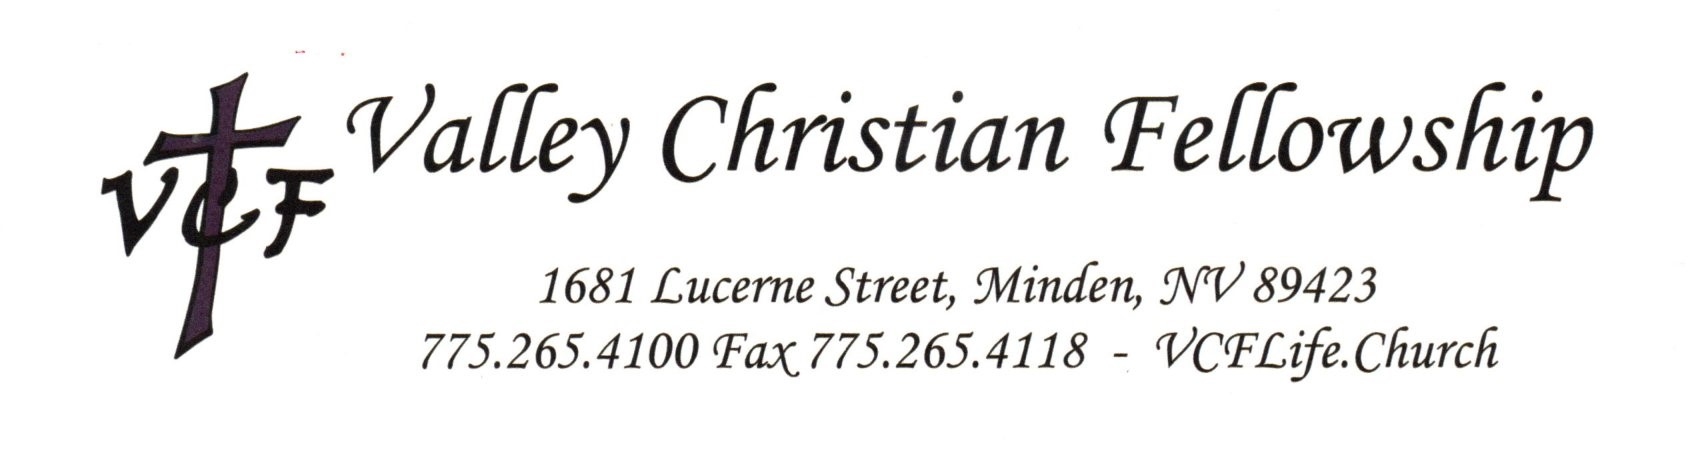 VCF
Valley Christian Fellowship
1681 Lucerne Street, Minden, NV 89423
775.265.4100 Fax 775.265.4118 - VCFLife.Church